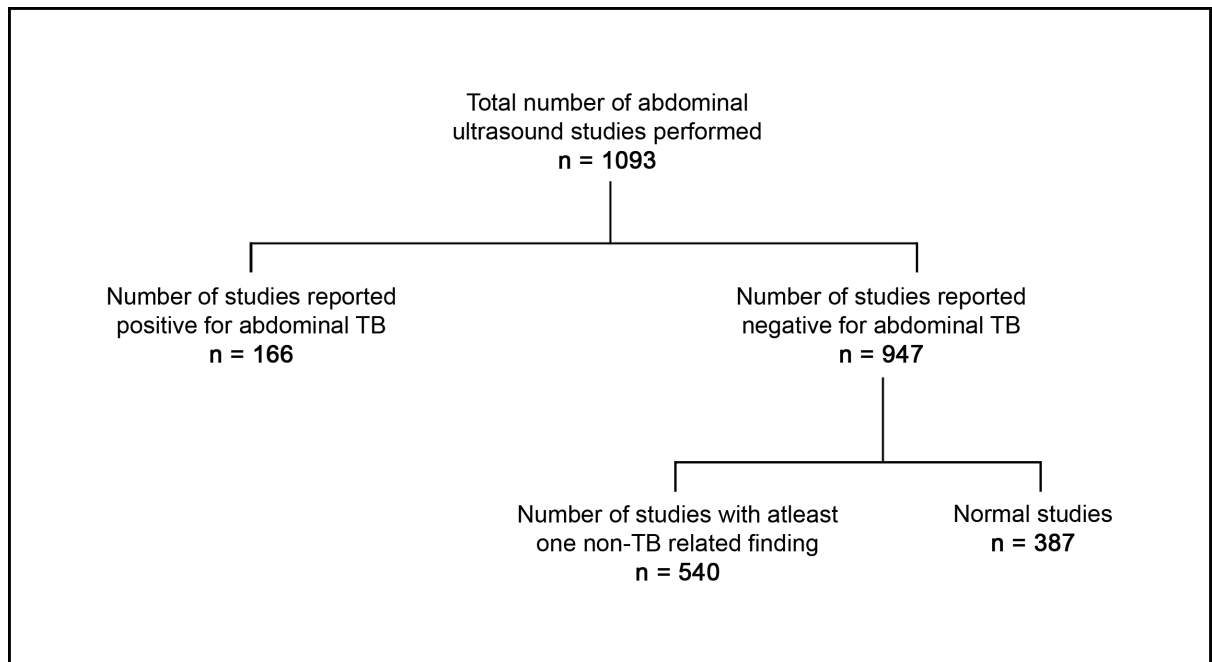 Total number of abdominal
ultrasound studies performed
n = 1093
Number of studies reported
positive for abdominal TB
n = 166
Number of studies reported
negative for abdominal TB
n = 947
Number of studies with atleast
one non-TB related finding
n = 540
Normal studies
n = 387